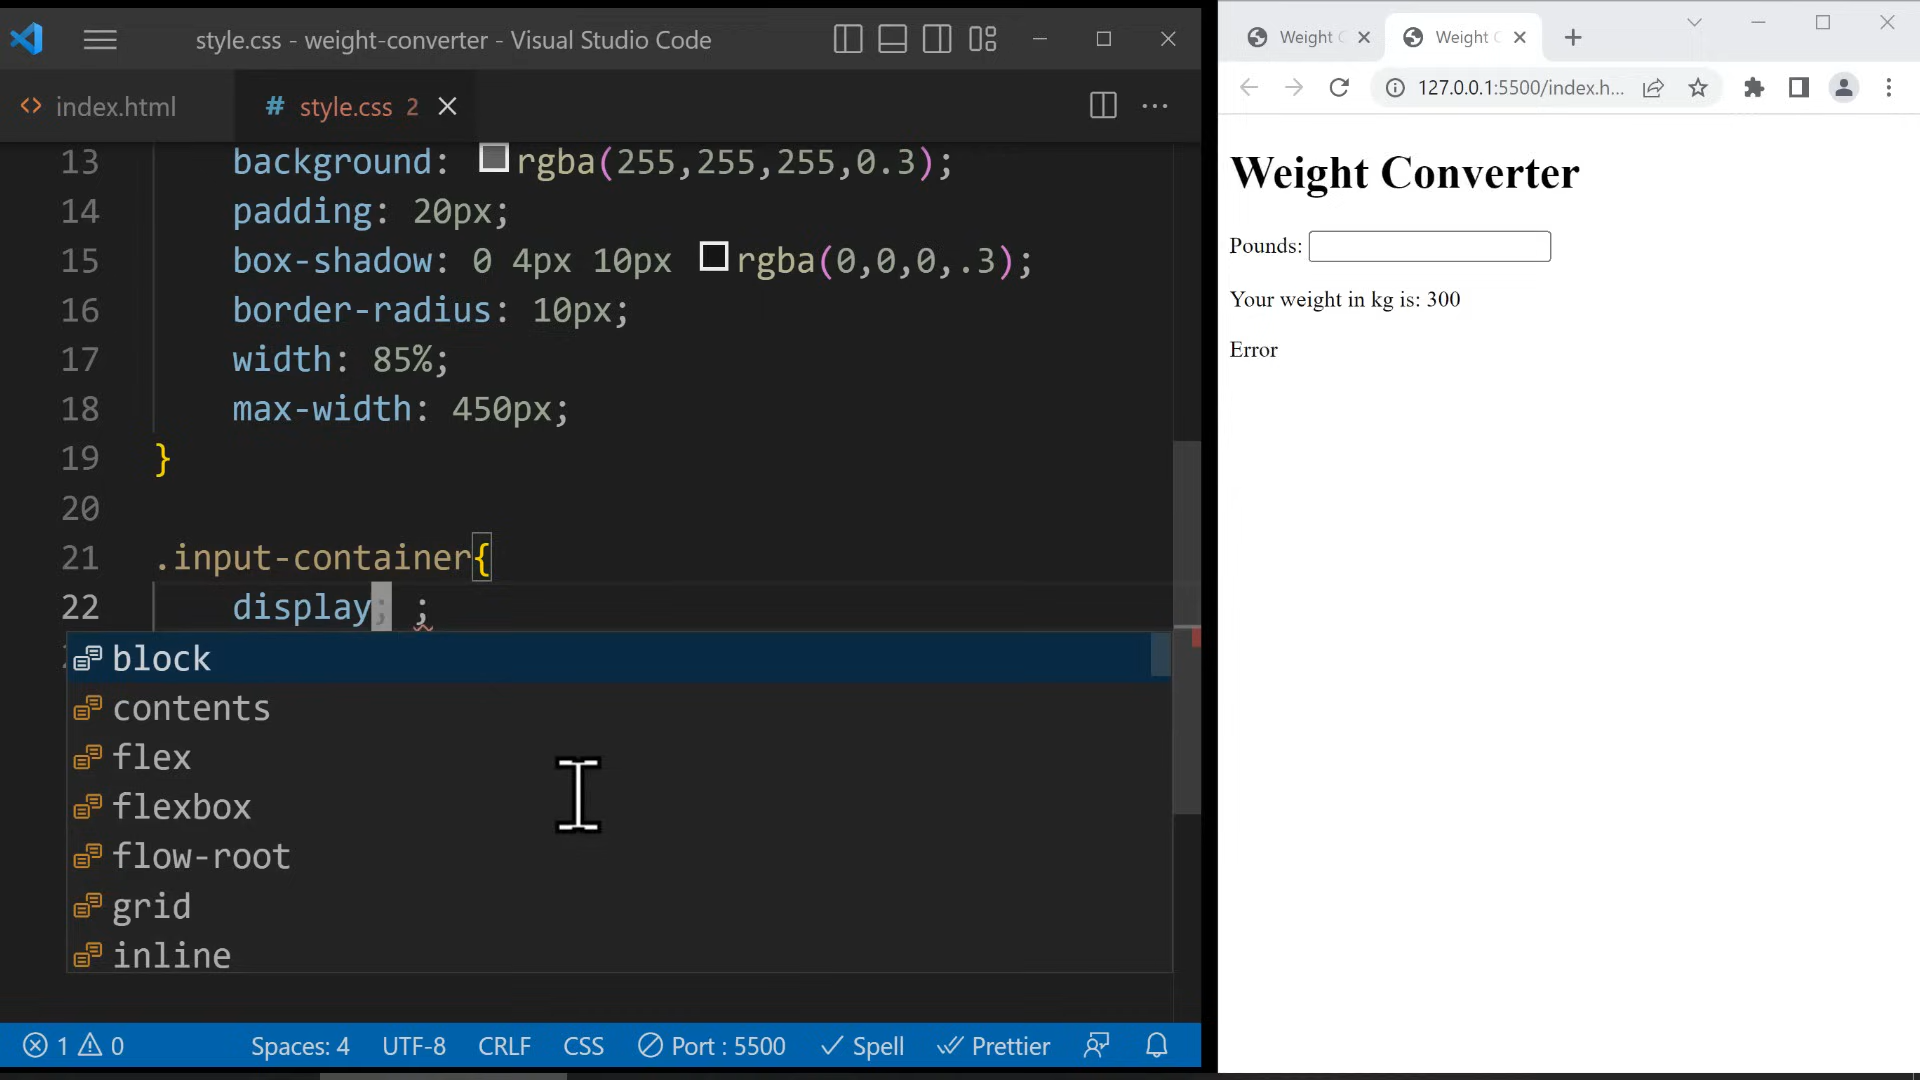 style.css - weight-converter - Visual Studio Code
index.html
style.css 2
13 background: rgba(255,255,255,0.3);
14 padding: 20px;
15 box-shadow: 0 4px 10px rgba(0,0,0,.3);
16 border-radius: 10px;
17 width: 85%;
18 max-width: 450px;
19 }
20
21 .input-container{
22 display; ;
block
contents
flex
flexbox
flow-root
grid
inline
1 0 Spaces: 4 UTF-8 CRLF CSS Port : 5500 Spell Prettier
Weight
Weight
127.0.0.1:5500/index.h...
Weight Converter
Pounds:
Your weight in kg is: 300
Error